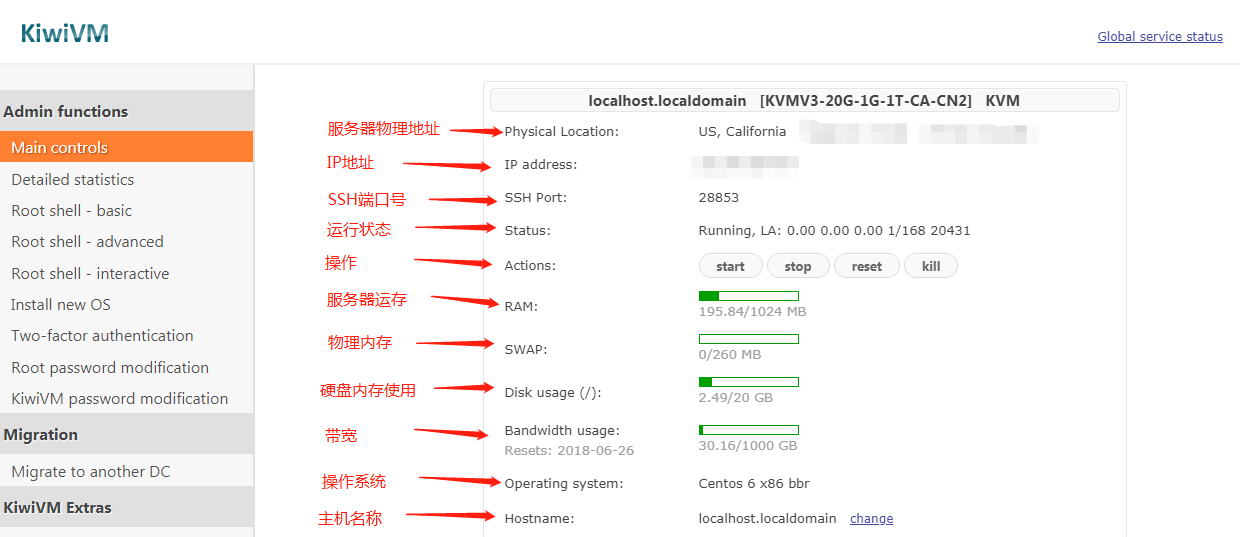 KiwiVM
Global service status
Admin functions
Main controls
Detailed statistics
Root shell - basic
Root shell - advanced
Root shell - interactive
Install new OS
Two-factor authentication
Root password modification
KiwiVM password modification
Migration
Migrate to another DC
KiwiVM Extras
localhost.localdomain [KVMV3-20G-1G-1T-CA-CN2] KVM
服务器物理地址 Physical Location: US, California
IP地址 IP address:
SSH端口号 SSH Port: 28853
运行状态 Status: Running, LA: 0.00 0.00 0.00 1/168 20431
操作 Actions: start stop reset kill
服务器运存 RAM:
195.84/1024 MB
物理内存 SWAP:
0/260 MB
硬盘内存使用 Disk usage (/):
2.49/20 GB
带宽 Bandwidth usage:
Resets: 2018-06-26 30.16/1000 GB
操作系统 Operating system: Centos 6 x86 bbr
主机名称 Hostname: localhost.localdomain change